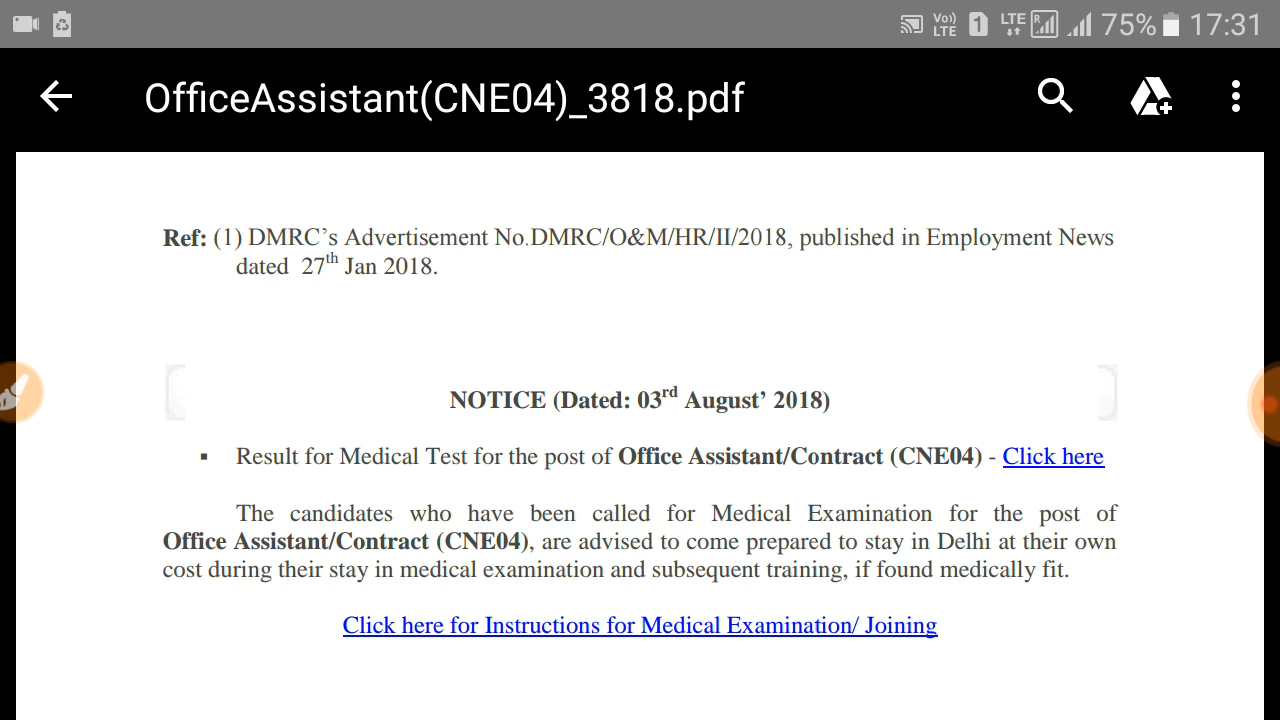 Vo)) LTE 1 LTE R 75% 17:31
OfficeAssistant(CNE04)_3818.pdf
Ref: (1) DMRC’s Advertisement No.DMRC/O&M/HR/II/2018, published in Employment News
dated 27th Jan 2018.
NOTICE (Dated: 03rd August’ 2018)
▪ Result for Medical Test for the post of Office Assistant/Contract (CNE04) - Click here
The candidates who have been called for Medical Examination for the post of
Office Assistant/Contract (CNE04), are advised to come prepared to stay in Delhi at their own
cost during their stay in medical examination and subsequent training, if found medically fit.
Click here for Instructions for Medical Examination/ Joining